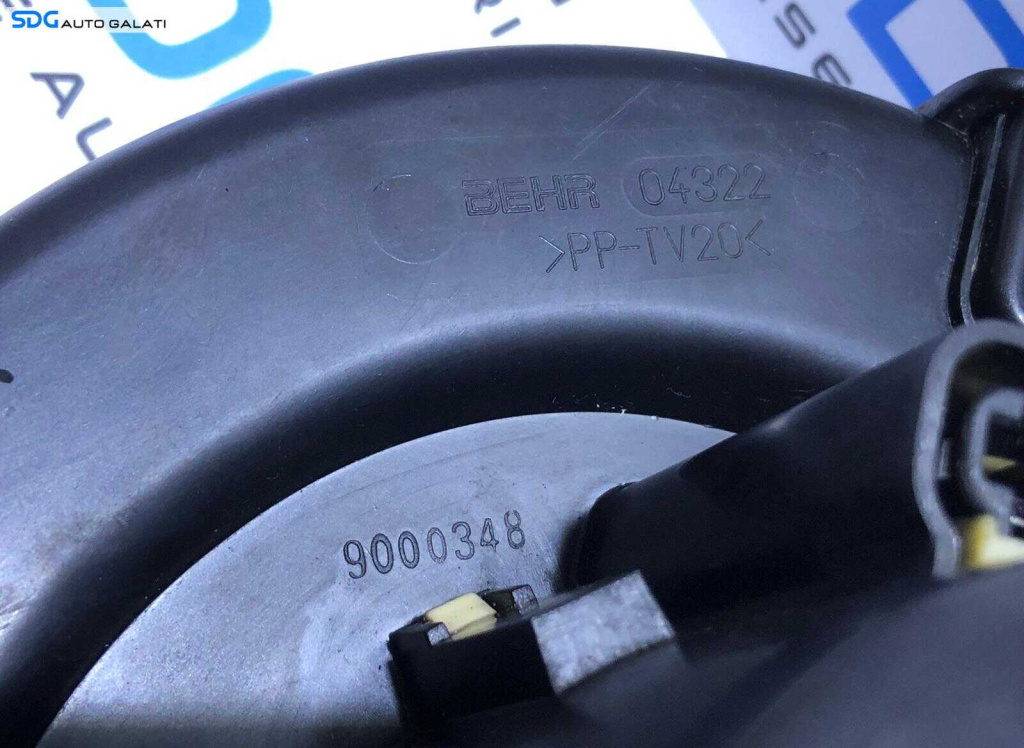 SDG AUTO GALATI
BEHR 04322
>PP-TV20<
9000348